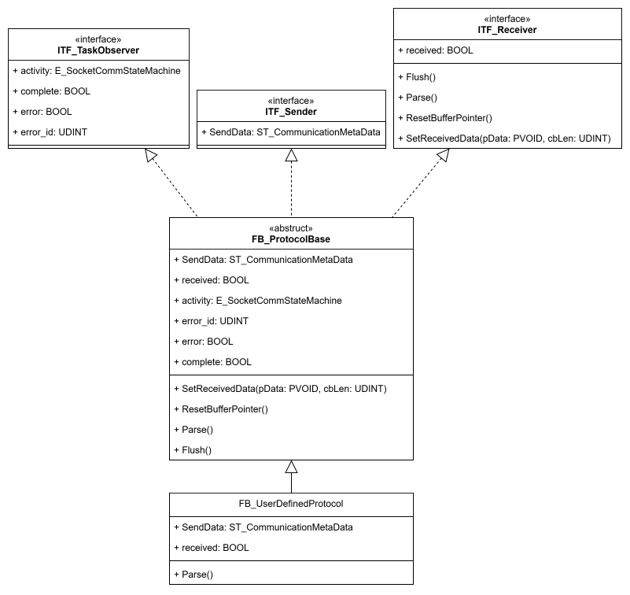 «interface»
ITF_TaskObserver
+ activity: E_SocketCommStateMachine
+ complete: BOOL
+ error: BOOL
+ error_id: UDINT
«interface»
ITF_Sender
+ SendData: ST_CommunicationMetaData
«interface»
ITF_Receiver
+ received: BOOL
+ Flush()
+ Parse()
+ ResetBufferPointer()
+ SetReceivedData(pData: PVOID, cbLen: UDINT)
«abstract»
FB_ProtocolBase
+ SendData: ST_CommunicationMetaData
+ received: BOOL
+ activity: E_SocketCommStateMachine
+ error_id: UDINT
+ error: BOOL
+ complete: BOOL
+ SetReceivedData(pData: PVOID, cbLen: UDINT)
+ ResetBufferPointer()
+ Parse()
+ Flush()
FB_UserDefinedProtocol
+ SendData: ST_CommunicationMetaData
+ received: BOOL
+ Parse()